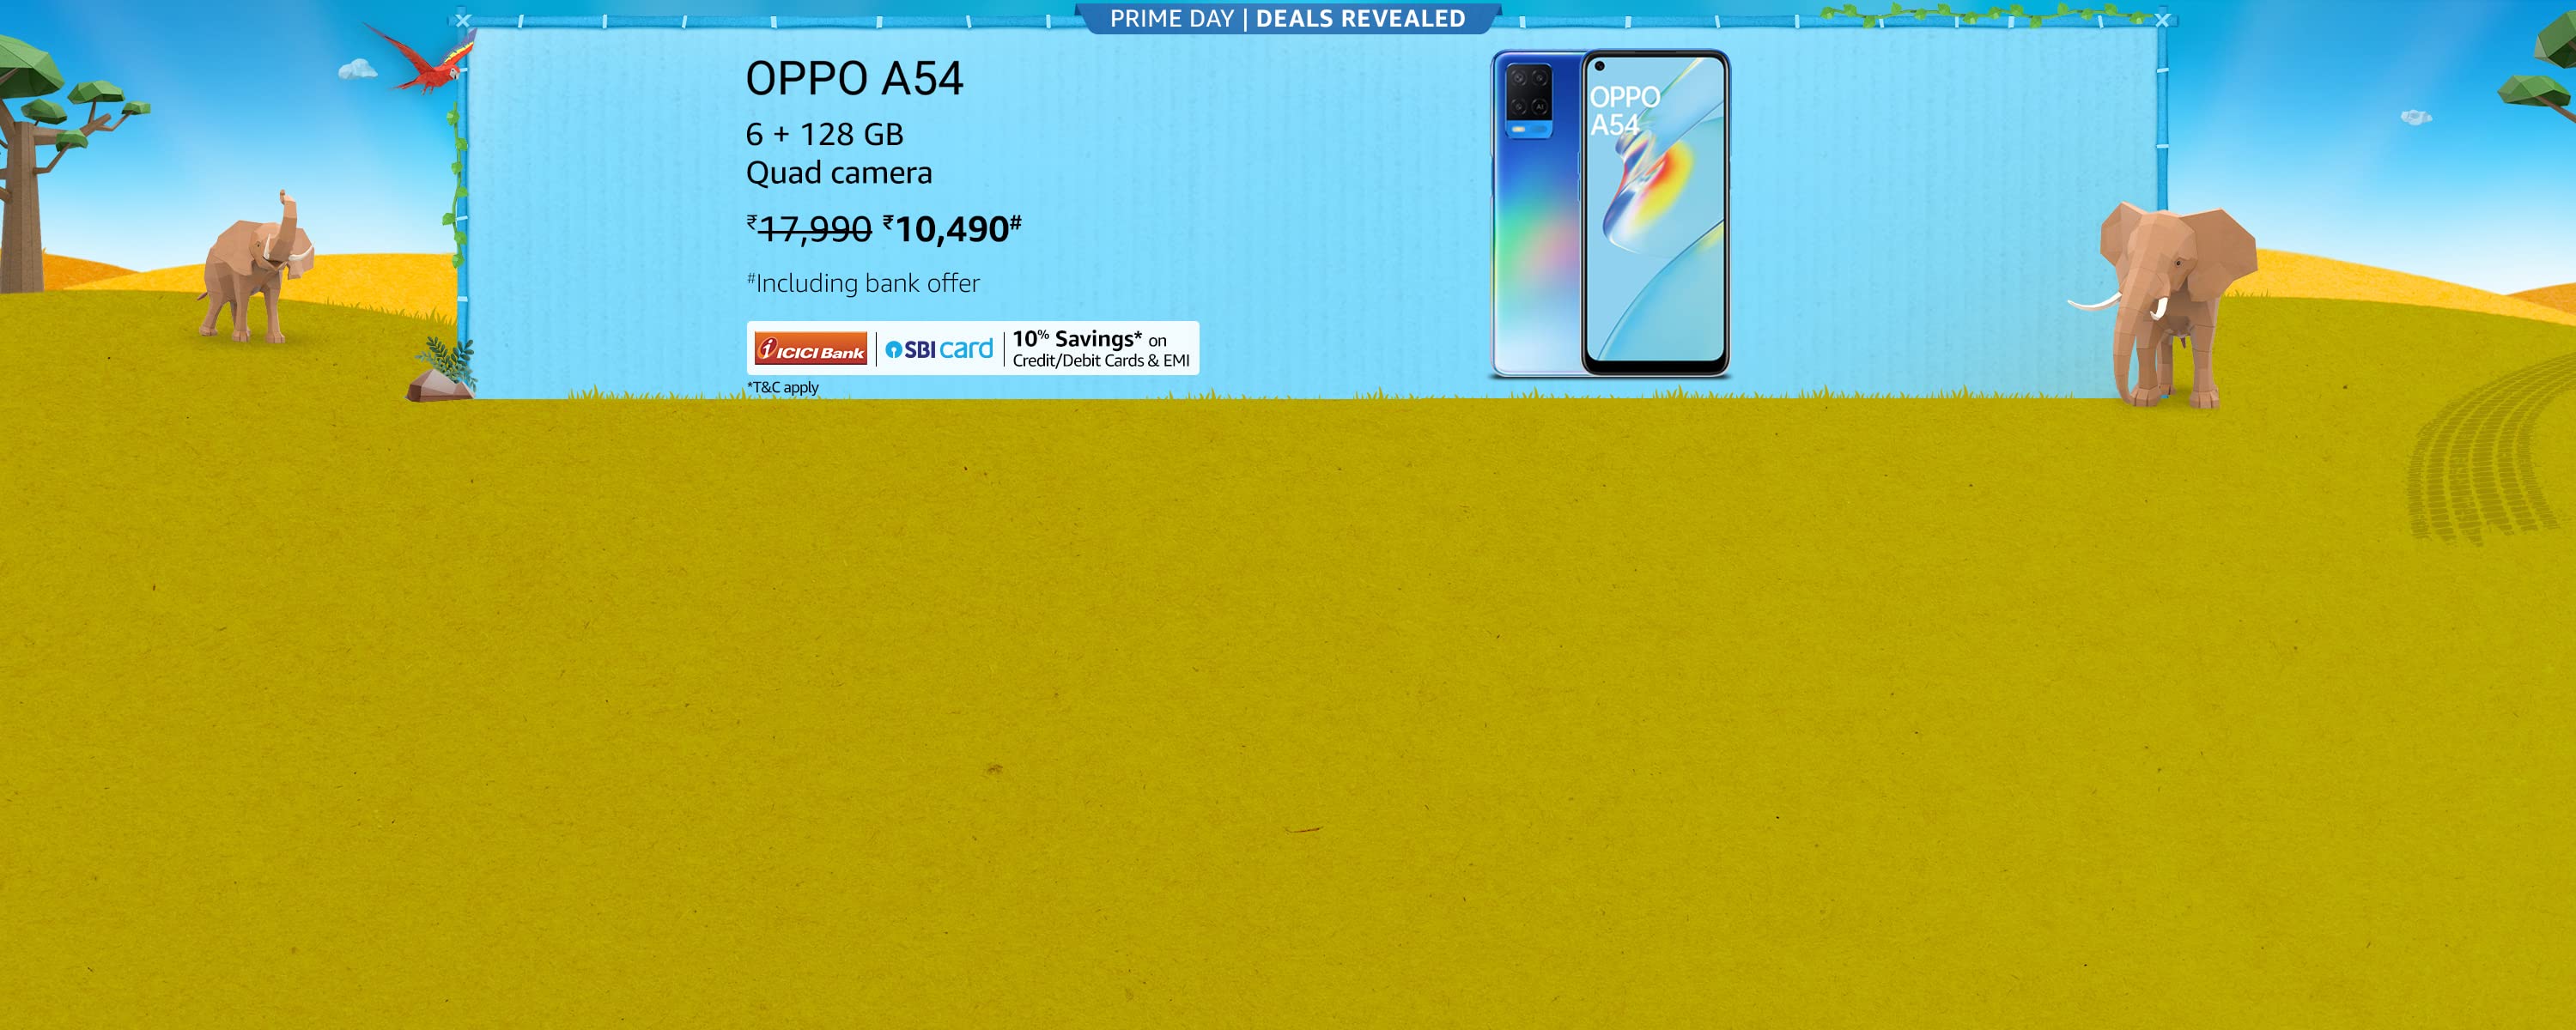 PRIME DAY | DEALS REVEALED
OPPO A54
6 + 128 GB
Quad camera
₹17,990 ₹10,490#
#Including bank offer
ICICI Bank | SBI card | 10% Savings* on
Credit/Debit Cards & EMI
*T&C apply
OPPO
A54
AI